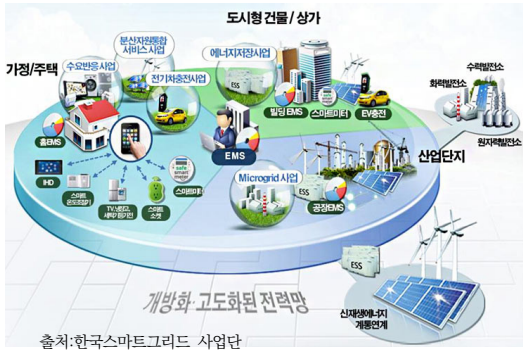 도시형 건물 / 상가
분산자원통합
서비스 사업
에너지저장사업
가정/주택
수요반응 사업
전기차충전사업
수력발전소
화력발전소
원자력발전소
ESS
빌딩 EMS
스마트미터
EV충전
홈EMS
EMS
산업단지
safe
smart
meter
Microgrid 사업
ESS
공장EMS
IHD
스마트
온도조절기
TV, 냉장고,
세탁기 등 가전
스마트
소켓
스마트미터
ESS
개방화·고도화된 전력망
신재생에너지
계통연계
출처:한국스마트그리드 사업단